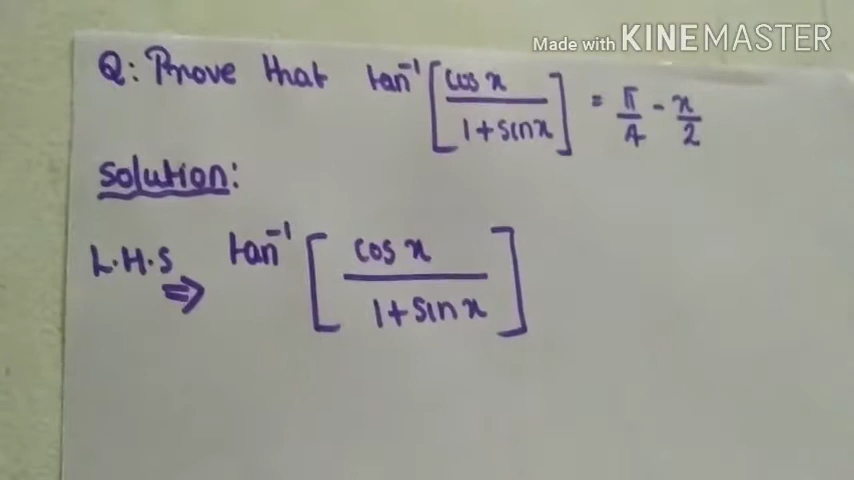 Made with KINEMASTER
Q: Prove that tan⁻¹ [cos x / 1 + sin x] = π/4 - x/2
Solution:
L.H.S ⇒ tan⁻¹ [cos x / 1 + sin x]